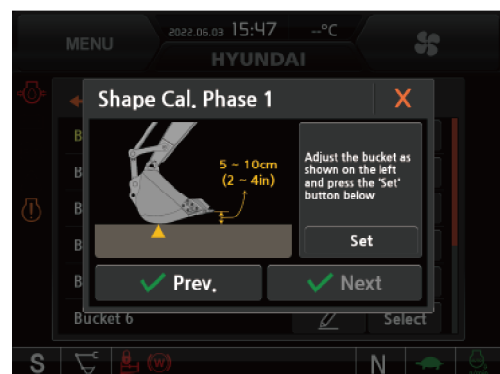 MENU
2022.06.03 15:47 --°C
HYUNDAI
Shape Cal. Phase 1 X
B
B
B
B
B
5 ~ 10cm
(2 ~ 4in)
Adjust the bucket as
shown on the left
and press the 'Set'
button below
Set
Prev.
Next
Bucket 6 Select
S (W) N